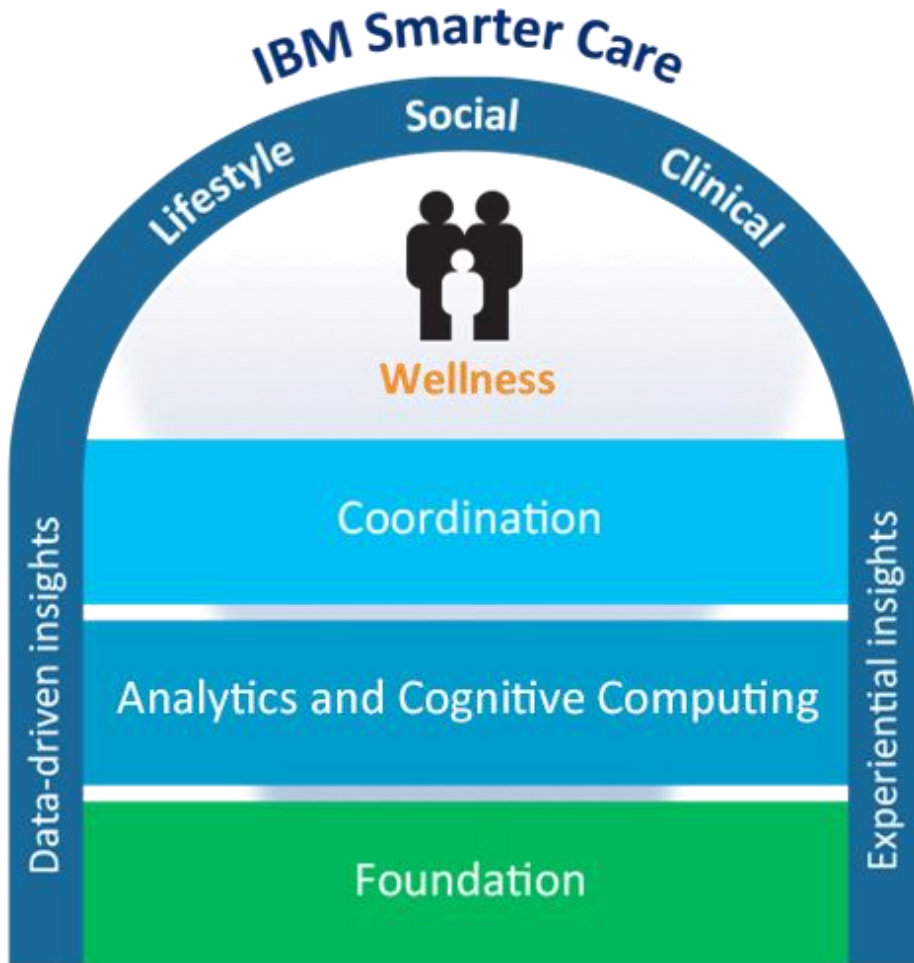 IBM Smarter Care
Lifestyle
Social
Clinical
Wellness
Coordination
Data-driven insights
Analytics and Cognitive Computing
Experiential insights
Foundation